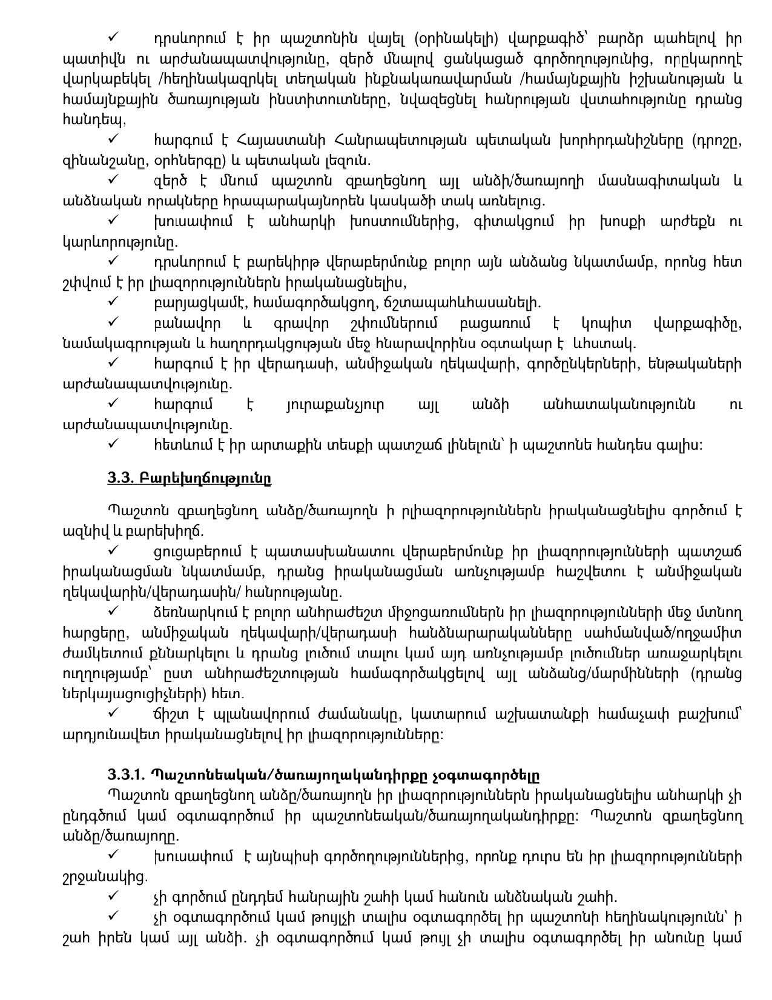 ✓ դրսևորում է իր պաշտոնին վայել (օրինակելի) վարքագիծ՝ բարձր պահելով իր
պատիվն ու արժանապատվությունը, զերծ մնալով ցանկացած գործողությունից, որըկարողէ
վարկաբեկել /հեղինակազրկել տեղական ինքնակառավարման /համայնքային իշխանության և
համայնքային ծառայության ինստիտուտները, նվազեցնել հանրության վստահությունը դրանց
հանդեպ,
✓ հարգում է Հայաստանի Հանրապետության պետական խորհրդանիշները (դրոշը,
զինանշանը, օրհներգը) և պետական լեզուն.
✓ զերծ է մնում պաշտոն զբաղեցնող այլ անձի/ծառայողի մասնագիտական և
անձնական որակները հրապարակայնորեն կասկածի տակ առնելուց.
✓ խուսափում է անհարկի խոստումներից, գիտակցում իր խոսքի արժեքն ու
կարևորությունը.
✓ դրսևորում է բարեկիրթ վերաբերմունք բոլոր այն անձանց նկատմամբ, որոնց հետ
շփվում է իր լիազորություններն իրականացնելիս,
✓ բարյացկամէ, համագործակցող, ճշտապահևհասանելի.
✓ բանավոր և գրավոր շփումներում բացառում է կոպիտ վարքագիծը,
նամակագրության և հաղորդակցության մեջ հնարավորինս օգտակար է ևհստակ.
✓ հարգում է իր վերադասի, անմիջական ղեկավարի, գործընկերների, ենթակաների
արժանապատվությունը.
✓ հարգում է յուրաքանչյուր այլ անձի անհատականությունն ու
արժանապատվությունը.
✓ հետևում է իր արտաքին տեսքի պատշաճ լինելուն՝ ի պաշտոնե հանդես գալիս:
3.3. Բարեխղճությունը
Պաշտոն զբաղեցնող անձը/ծառայողն ի րլիազորություններն իրականացնելիս գործում է
ազնիվ և բարեխիղճ.
✓ ցուցաբերում է պատասխանատու վերաբերմունք իր լիազորությունների պատշաճ
իրականացման նկատմամբ, դրանց իրականացման առնչությամբ հաշվետու է անմիջական
ղեկավարին/վերադասին/ հանրությանը.
✓ ձեռնարկում է բոլոր անհրաժեշտ միջոցառումներն իր լիազորությունների մեջ մտնող
հարցերը, անմիջական ղեկավարի/վերադասի հանձնարարականները սահմանված/ողջամիտ
ժամկետում քննարկելու և դրանց լուծում տալու կամ այդ առնչությամբ լուծումներ առաջարկելու
ուղղությամբ՝ ըստ անհրաժեշտության համագործակցելով այլ անձանց/մարմինների (դրանց
ներկայացուցիչների) հետ.
✓ ճիշտ է պլանավորում ժամանակը, կատարում աշխատանքի համաչափ բաշխում՝
արդյունավետ իրականացնելով իր լիազորությունները:
3.3.1. Պաշտոնեական/ծառայողականդիրքը չօգտագործելը
Պաշտոն զբաղեցնող անձը/ծառայողն իր լիազորություններն իրականացնելիս անհարկի չի
ընդգծում կամ օգտագործում իր պաշտոնեական/ծառայողականդիրքը: Պաշտոն զբաղեցնող
անձը/ծառայողը.
✓ խուսափում է այնպիսի գործողություններից, որոնք դուրս են իր լիազորությունների
շրջանակից.
✓ չի գործում ընդդեմ հանրային շահի կամ հանուն անձնական շահի.
✓ չի օգտագործում կամ թույլչի տալիս օգտագործել իր պաշտոնի հեղինակությունն՝ ի
շահ իրեն կամ այլ անձի. չի օգտագործում կամ թույլ չի տալիս օգտագործել իր անունը կամ